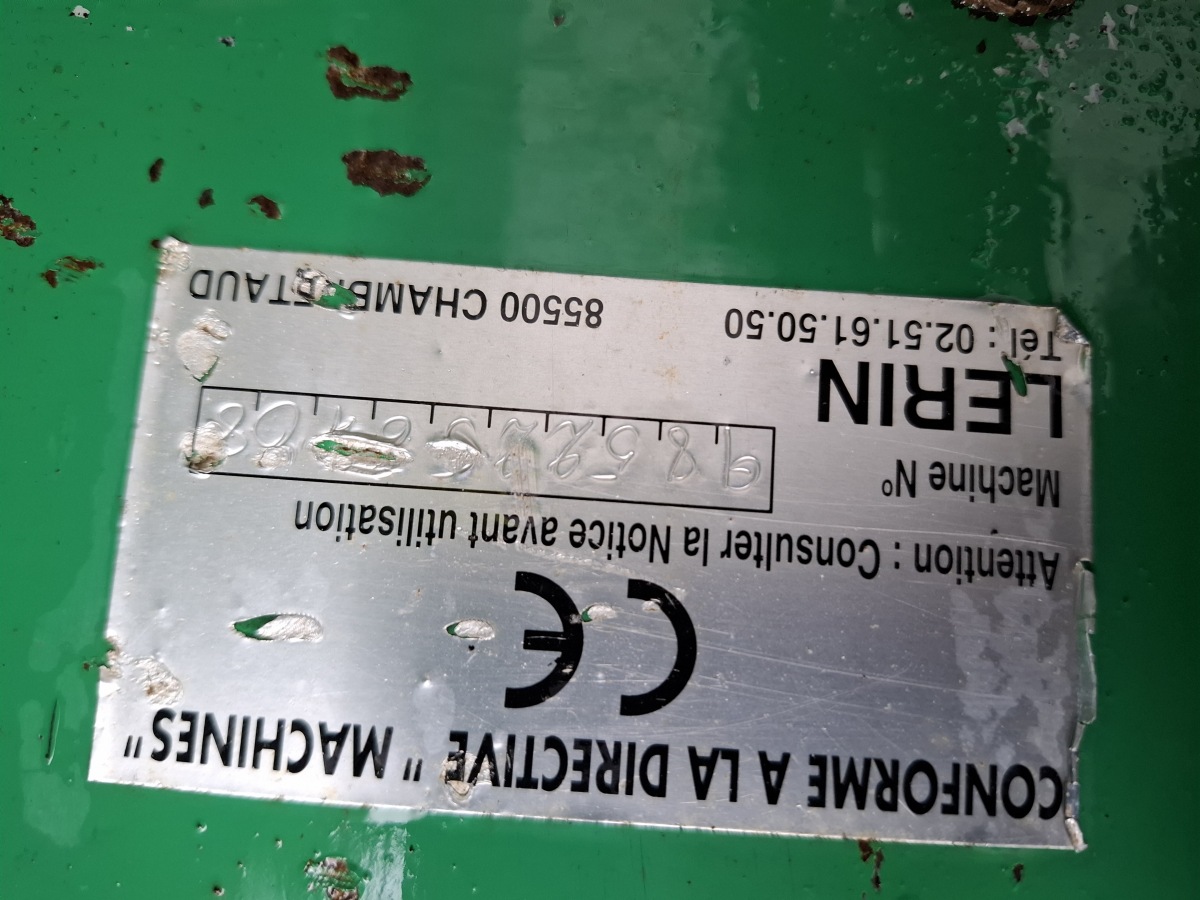 CONFORME A LA DIRECTIVE " MACHINES "
CE
Attention : Consulter la Notice avant utilisation
Machine N°
LERIN
Tél : 02.51.61.50.50 85500 CHAMBRETAUD